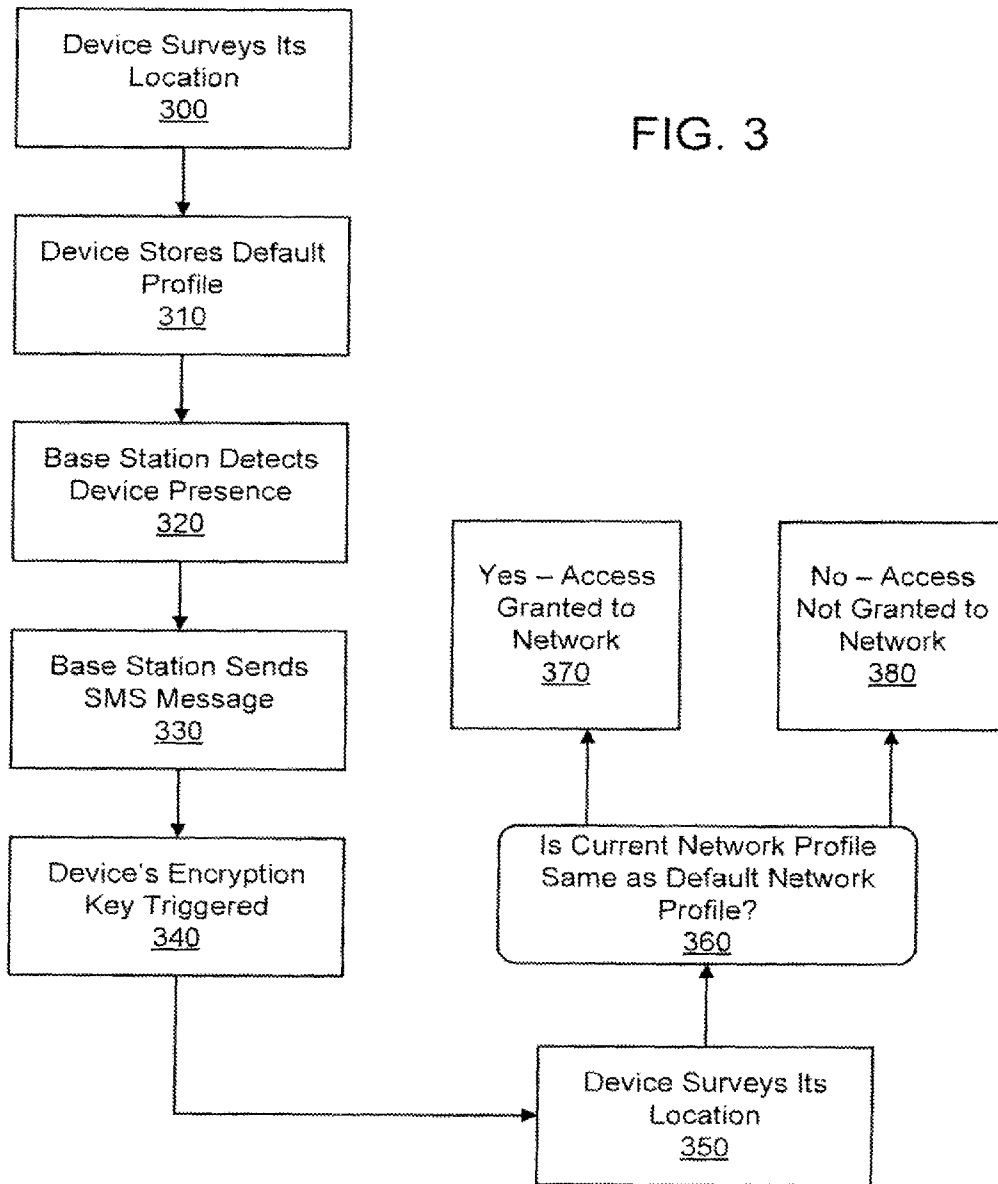 Device Surveys Its
Location
300
FIG. 3
Device Stores Default
Profile
310
Base Station Detects
Device Presence
320
Base Station Sends
SMS Message
330
Device's Encryption
Key Triggered
340
Device Surveys Its
Location
350
Is Current Network Profile
Same as Default Network
Profile?
360
Yes – Access
Granted to
Network
370
No – Access
Not Granted to
Network
380